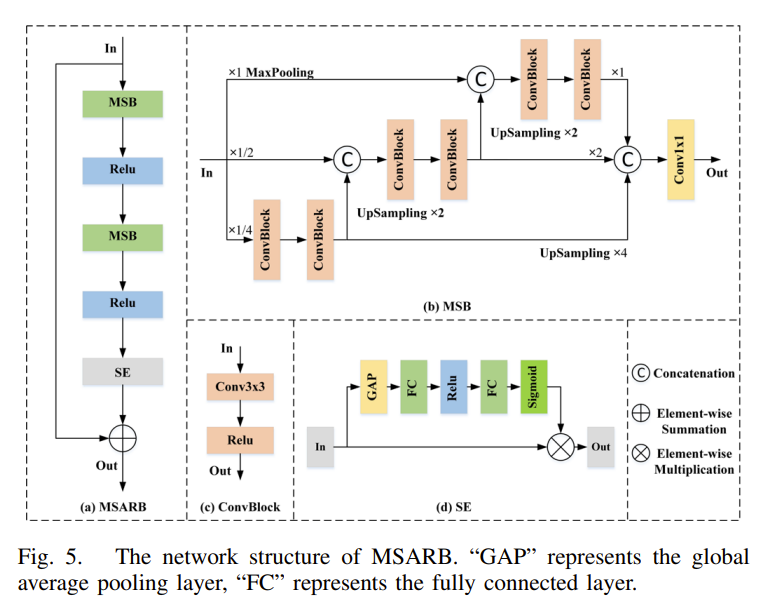 In
MSB
Relu
MSB
Relu
SE
Out
(a) MSARB
×1 MaxPooling
C
ConvBlock
ConvBlock
×1
UpSampling ×2
×1/2
In
C
ConvBlock
ConvBlock
×2
C
Conv1x1
Out
UpSampling ×2
×1/4
ConvBlock
ConvBlock
UpSampling ×4
(b) MSB
In
Conv3x3
Relu
Out
(c) ConvBlock
In
GAP
FC
Relu
FC
Sigmoid
Out
(d) SE
C Concatenation
Element-wise
Summation
Element-wise
Multiplication
Fig. 5. The network structure of MSARB. “GAP” represents the global
average pooling layer, “FC” represents the fully connected layer.